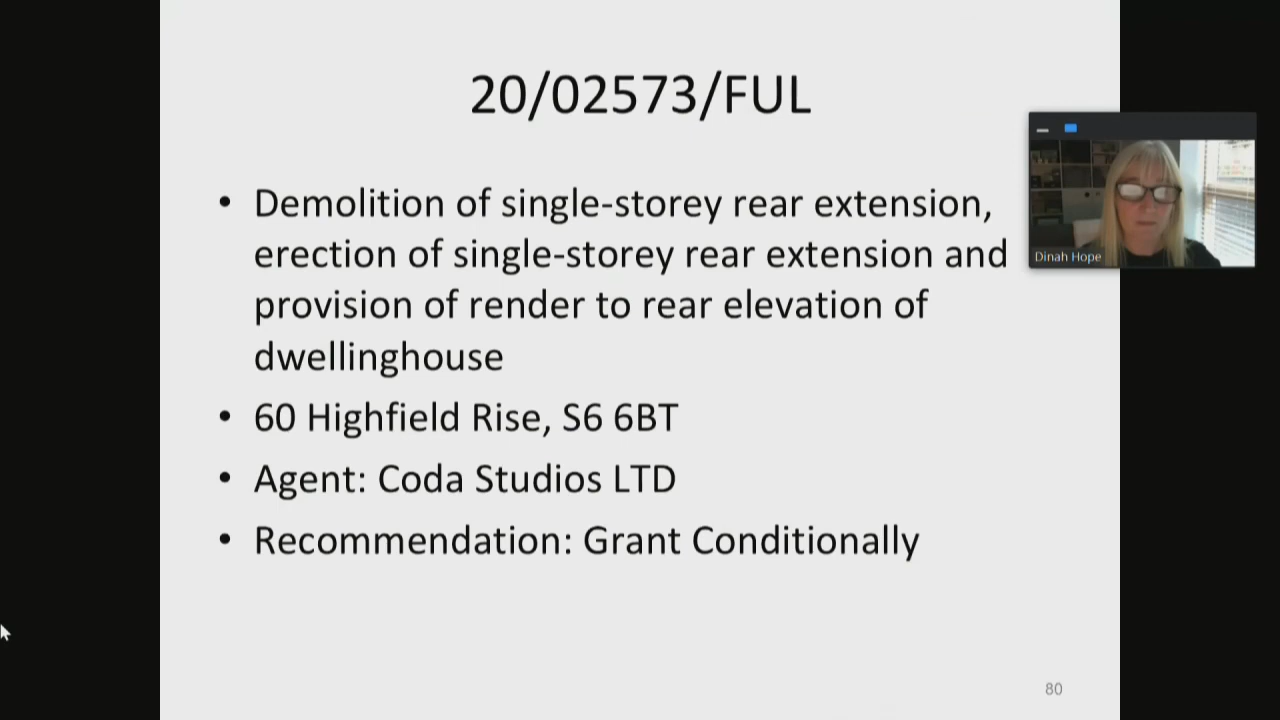 20/02573/FUL
• Demolition of single-storey rear extension,
erection of single-storey rear extension and
provision of render to rear elevation of
dwellinghouse
• 60 Highfield Rise, S6 6BT
• Agent: Coda Studios LTD
• Recommendation: Grant Conditionally
Dinah Hope
80